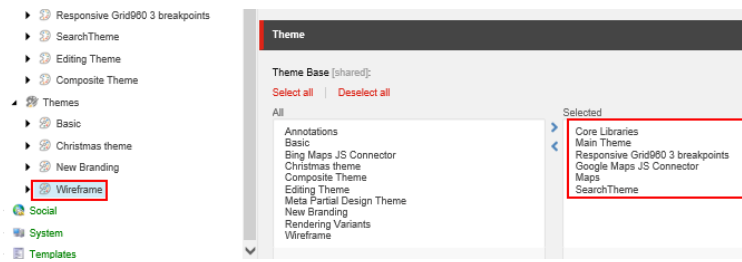 Responsive Grid960 3 breakpoints
SearchTheme
Editing Theme
Composite Theme
Themes
Basic
Christmas theme
New Branding
Wireframe
Social
System
Templates
Theme
Theme Base [shared]:
Select all | Deselect all
All
Annotations
Basic
Bing Maps JS Connector
Christmas theme
Composite Theme
Editing Theme
Meta Partial Design Theme
New Branding
Rendering Variants
Wireframe
Selected
Core Libraries
Main Theme
Responsive Grid960 3 breakpoints
Google Maps JS Connector
Maps
SearchTheme